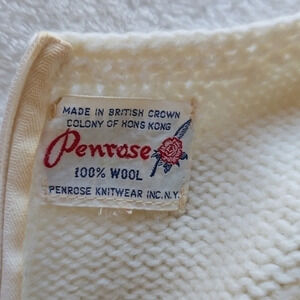 MADE IN BRITISH CROWN
COLONY OF HONG KONG
Penrose
100% WOOL
PENROSE KNITWEAR INC. N.Y.